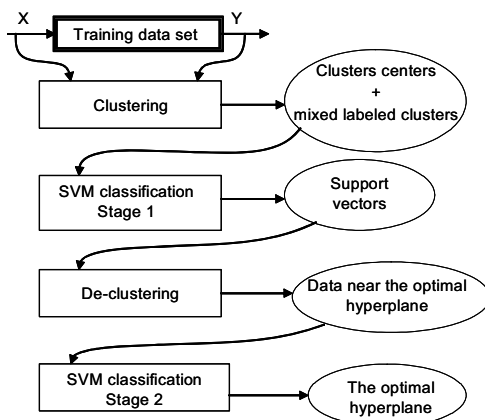 X
Training data set
Y
Clustering
Clusters centers
+
mixed labeled clusters
SVM classification
Stage 1
Support
vectors
De-clustering
Data near the optimal
hyperplane
SVM classification
Stage 2
The optimal
hyperplane